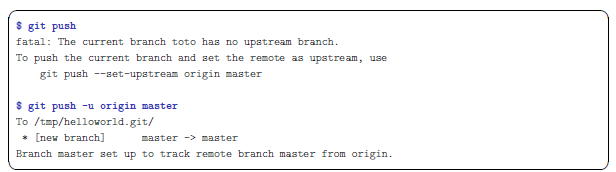 $ git push
fatal: The current branch toto has no upstream branch.
To push the current branch and set the remote as upstream, use
    git push --set-upstream origin master

$ git push -u origin master
To /tmp/helloworld.git/
 * [new branch]      master -> master
Branch master set up to track remote branch master from origin.